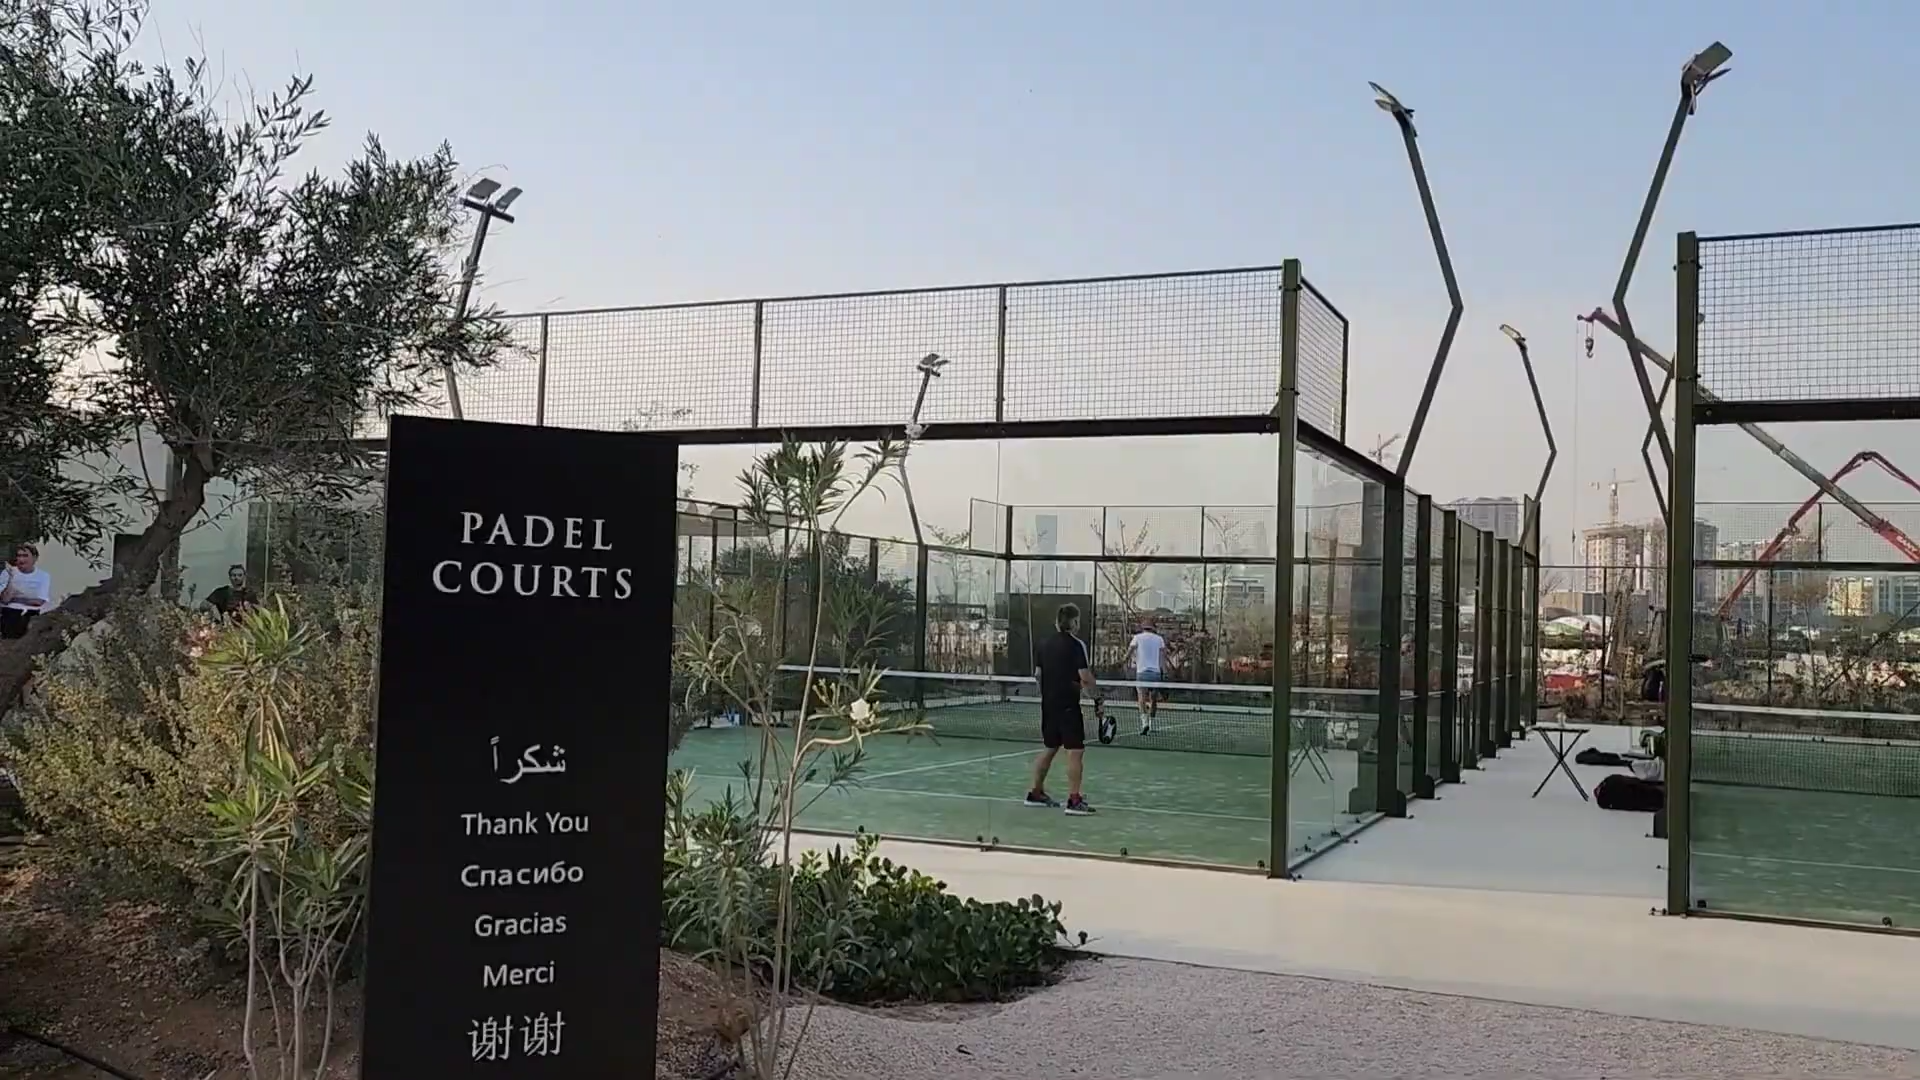 PADEL
COURTS
شكراً
Thank You
Спасибо
Gracias
Merci
谢谢